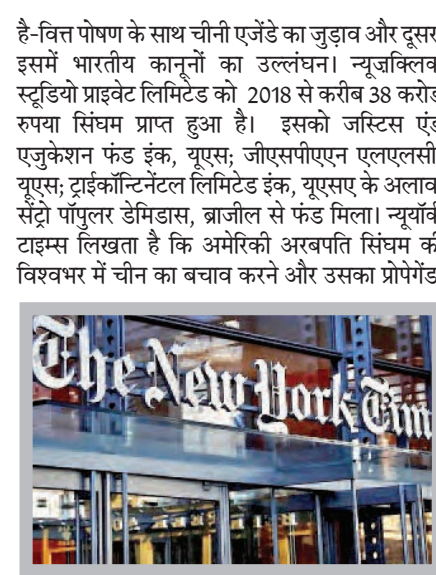 है-वित्त पोषण के साथ चीनी एजेंडे का जुड़ाव और दूसर
इसमें भारतीय कानूनों का उल्लंघन। न्यूजक्लिक
स्टूडियो प्राइवेट लिमिटेड को 2018 से करीब 38 करोड़
रुपया सिंघम प्राप्त हुआ है। इसको जस्टिस एंड
एजुकेशन फंड इंक, यूएस; जीएसपीएएन एलएलसी
यूएस; ट्राईकॉन्टिनेंटल लिमिटेड इंक, यूएसए के अलाव
सेंट्रो पॉपुलर डेमिडास, ब्राजील से फंड मिला। न्यूयॉर्क
टाइम्स लिखता है कि अमेरिकी अरबपति सिंघम की
विश्वभर में चीन का बचाव करने और उसका प्रोपेगेंड
The New York Tim